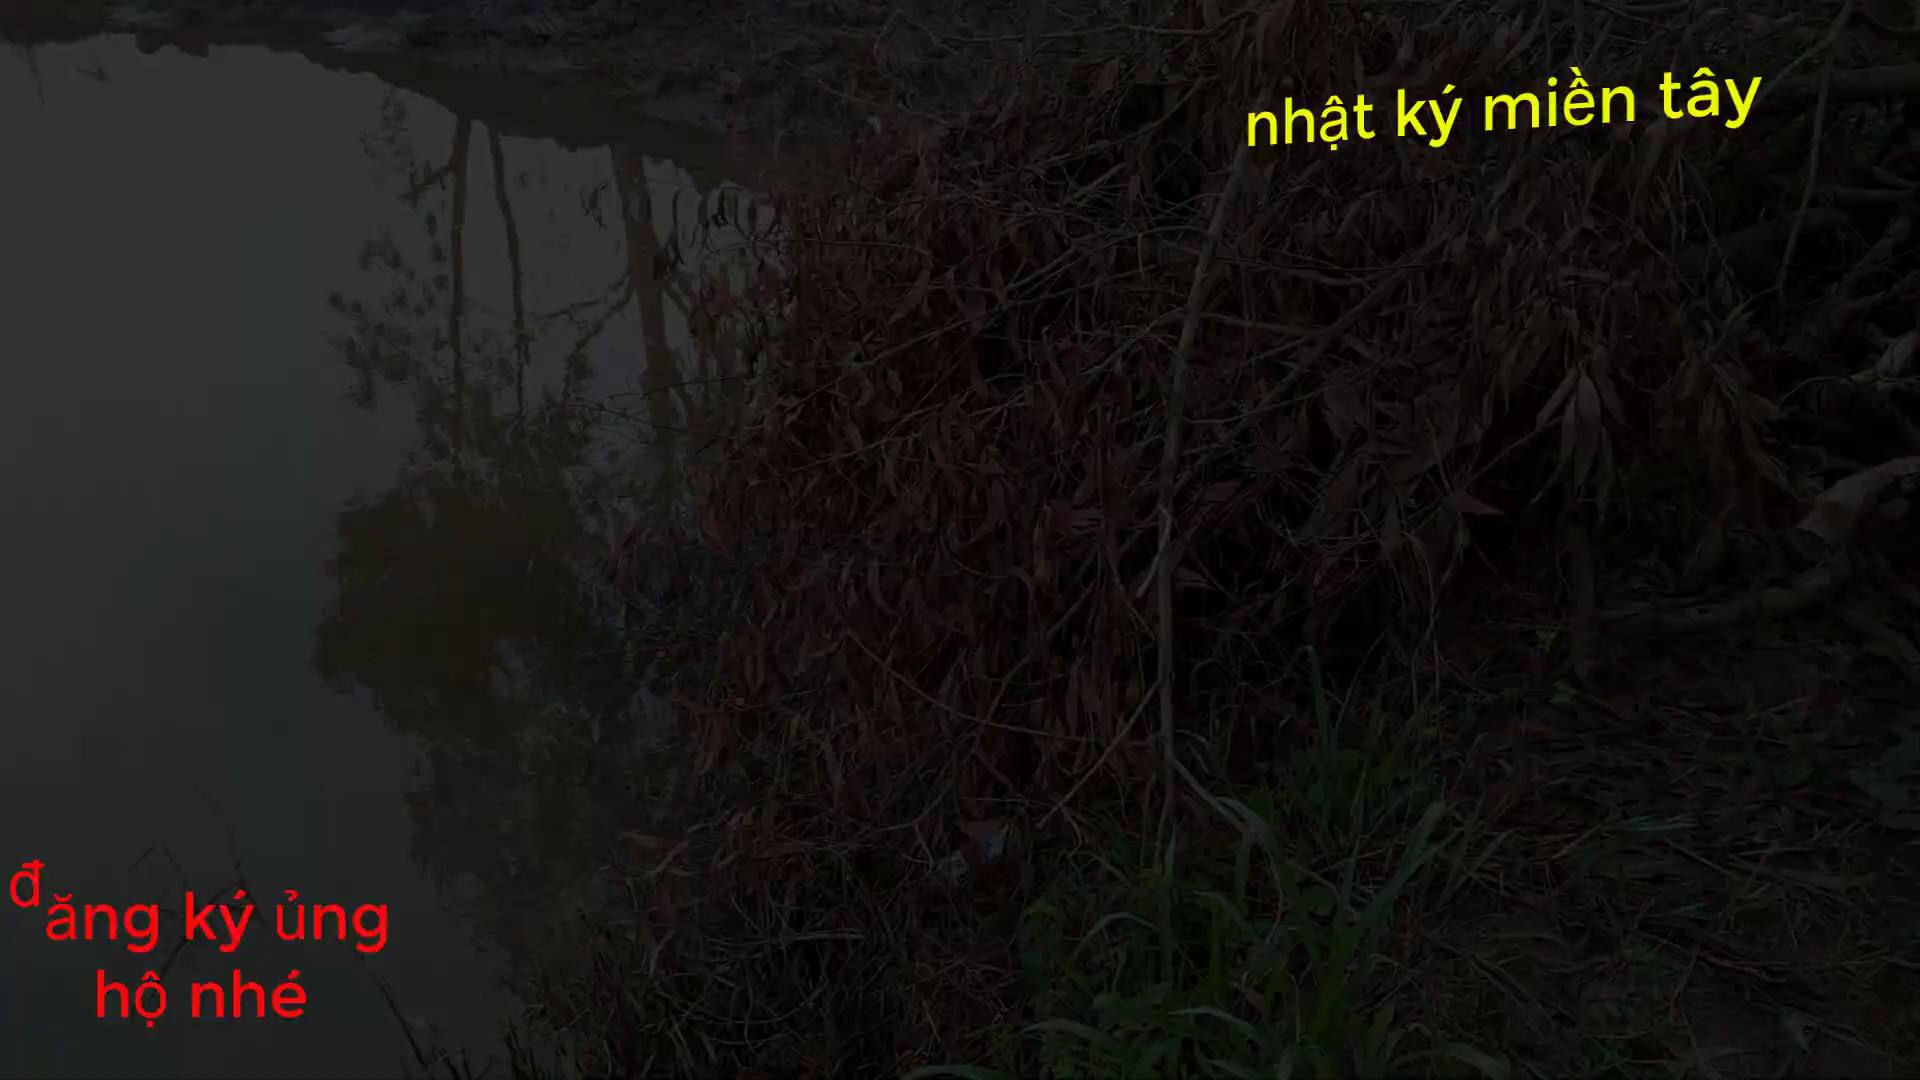 nhật ký miền tây
đăng ký ủng
hộ nhé